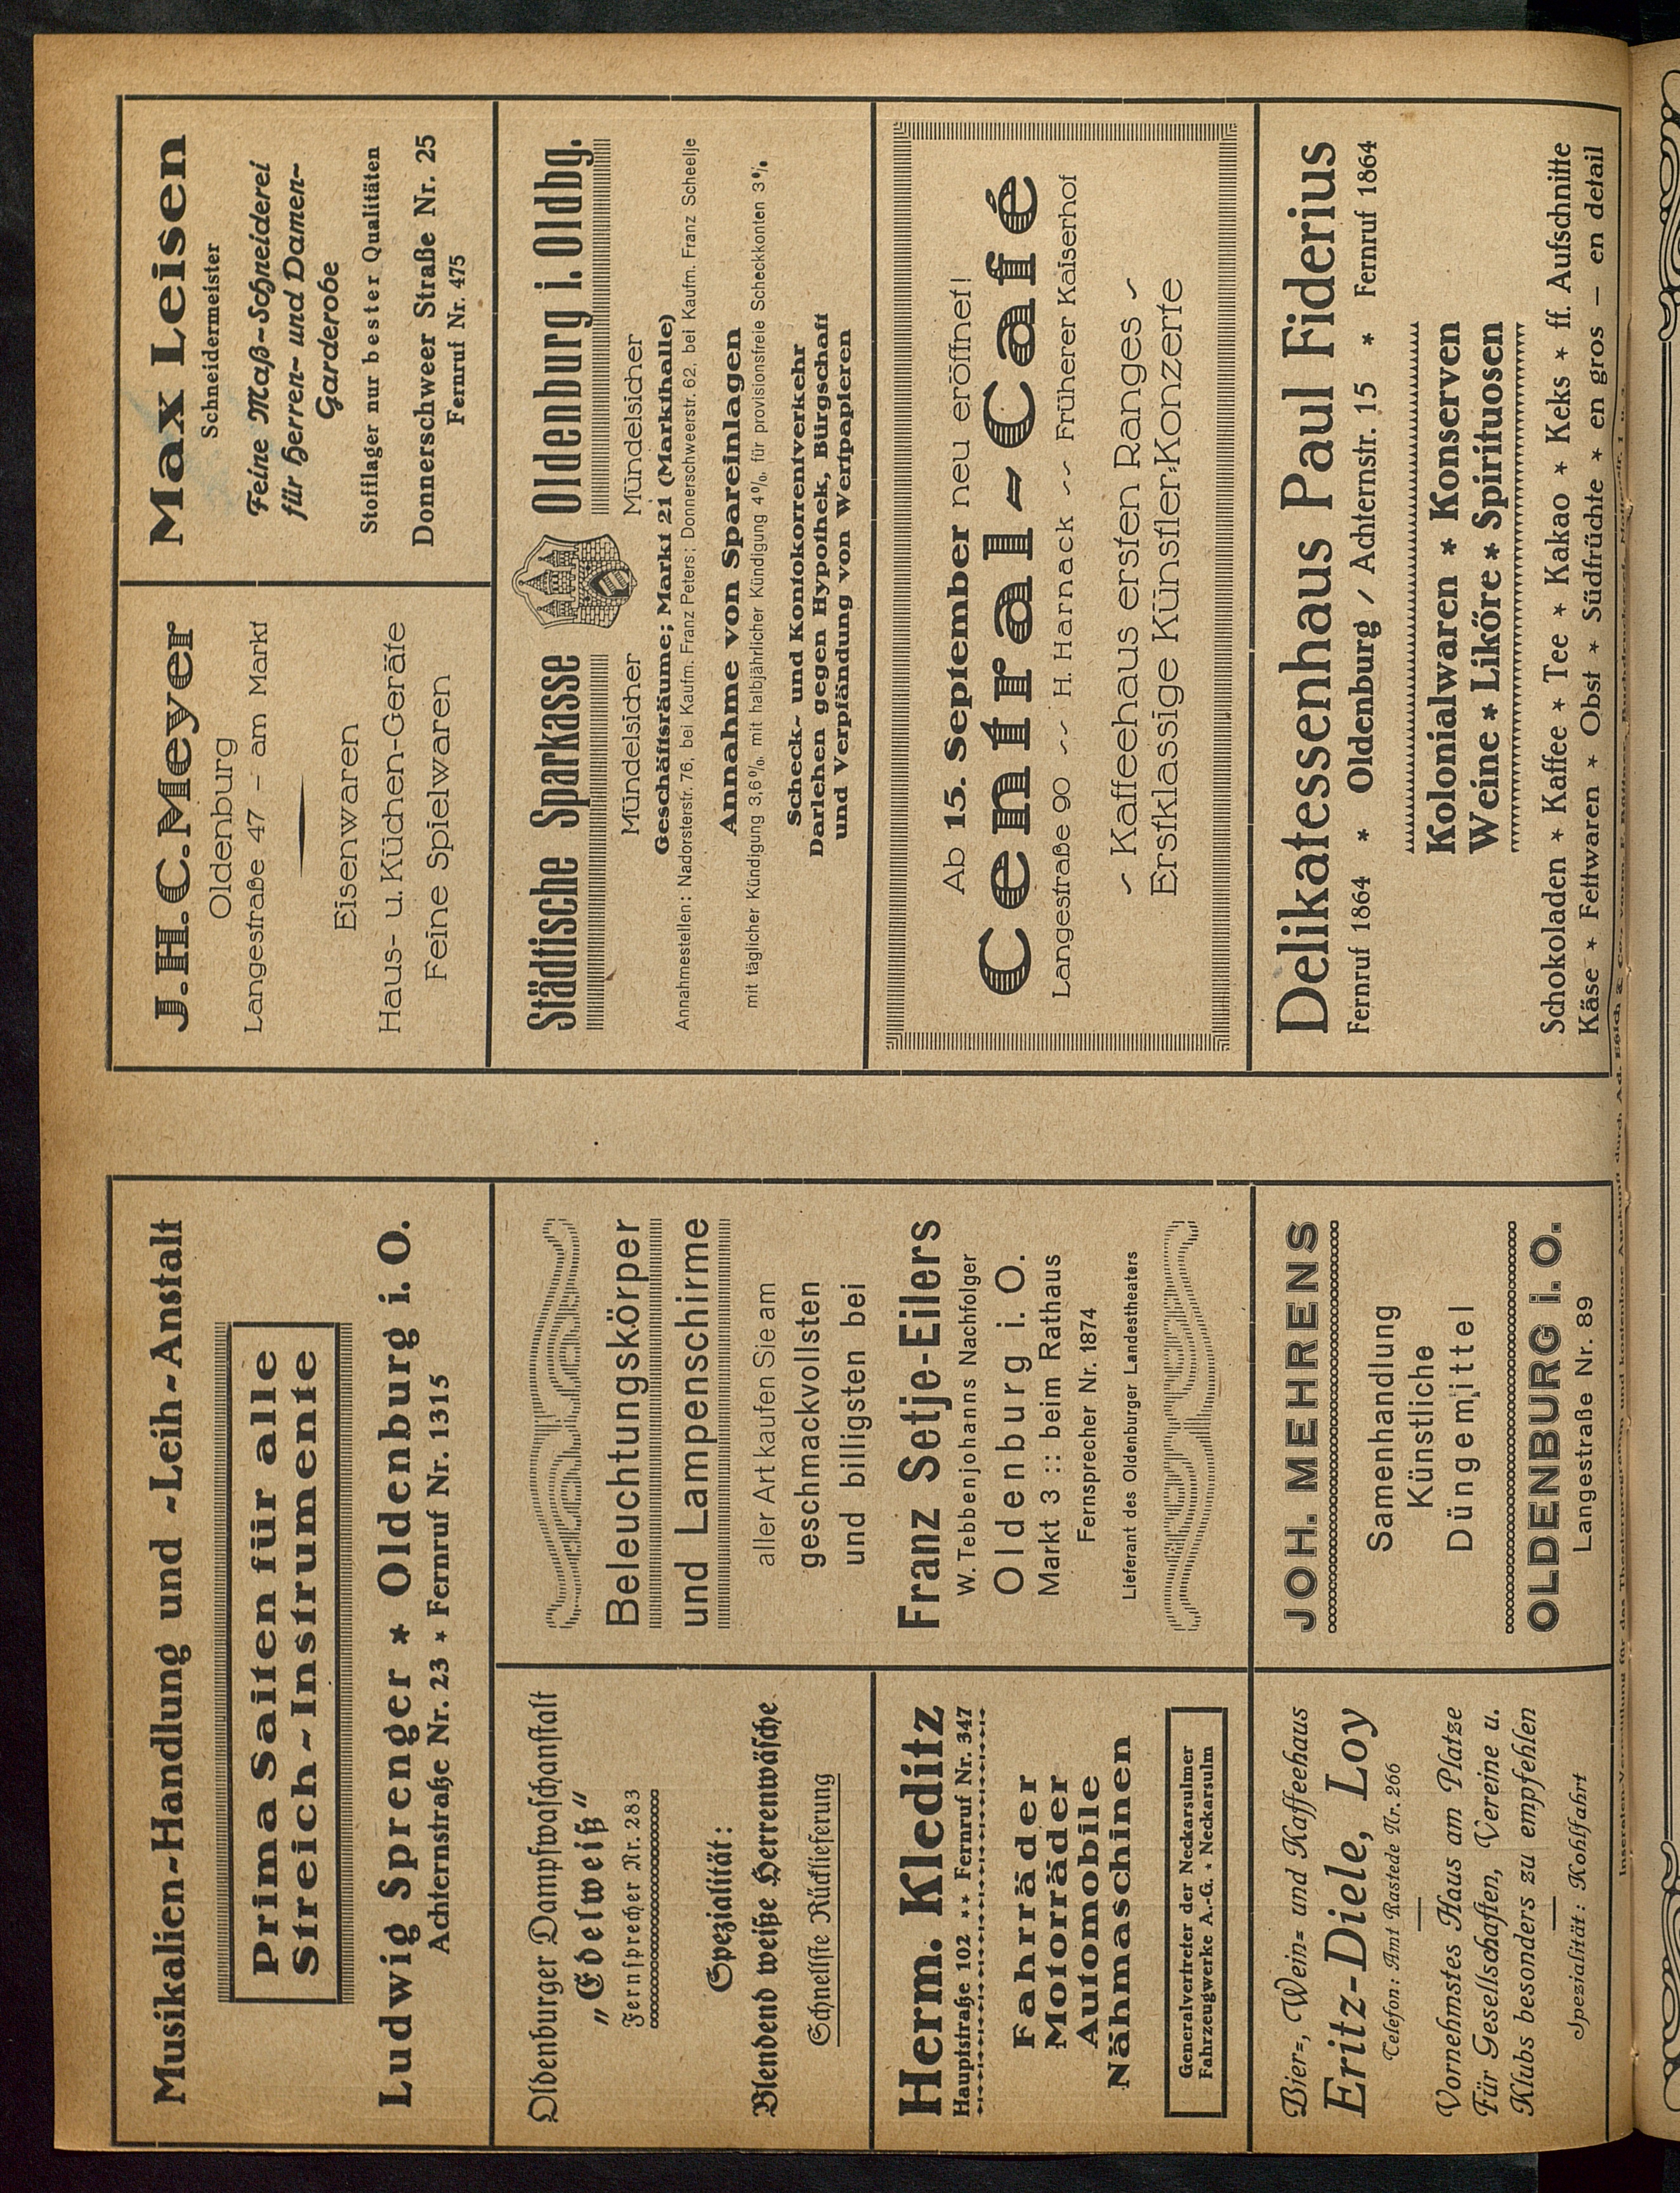 Musikalien-Handlung und -Leih-Anstalt
Prima Saiten für alle
Streich-Instrumente
Ludwig Sprenger * Oldenburg i. O.
Achternstraße Nr. 23 * Fernruf Nr. 1315
Oldenburger Dampfwaschanstalt
„Edelweiß“
Fernsprecher Nr. 283
Spezialität:
Blendend weiße Herrenwäsche
Schnellste Rücklieferung
Herm. Kleditz
Hauptstraße 102 ** Fernruf Nr. 347
Fahrräder
Motorräder
Automobile
Nähmaschinen
Generalvertreter der Neckarsulmer
Fahrzeugwerke A.-G. * Neckarsulm
Beleuchtungskörper
und Lampenschirme
aller Art kaufen Sie am
geschmackvollsten
und billigsten bei
Franz Setje-Eilers
W. Tebbenjohanns Nachfolger
Oldenburg i. O.
Markt 3 :: beim Rathaus
Fernsprecher Nr. 1874
Lieferant des Oldenburger Landestheaters
Bier-, Wein- und Kaffeehaus
Eritz-Diele, Loy
Telefon: Amt Rastede Nr. 266
Vornehmstes Haus am Platze
Für Gesellschaften, Vereine u.
Klubs besonders zu empfehlen
Spezialität: Kohlfahrt
JOH. MEHRENS
Samenhandlung
Künstliche
Düngemittel
OLDENBURG i. O.
Langestraße Nr. 89
J. H. C. Meyer
Oldenburg
Langestraße 47 – am Markt
Eisenwaren
Haus- u. Küchen-Geräte
Feine Spielwaren
Max Leisen
Schneidermeister
Feine Maß-Schneiderei
für Herren- und Damen-
Garderobe
Stofflager nur bester Qualitäten
Donnerschweer Straße Nr. 25
Fernruf Nr. 475
Städtische Sparkasse Oldenburg i. Oldbg.
Mündelsicher Mündelsicher
Geschäftsräume; Markt 21 (Markthalle)
Annahmestellen: Nadorsterstr. 76, bei Kaufm. Franz Peters; Donnerschweerstr. 62. bei Kaufm. Franz Scheelje
Annahme von Spareinlagen
mit täglicher Kündigung 3,6%, mit halbjährlicher Kündigung 4%, für provisionsfreie Scheckkonten 3%.
Scheck- und Kontokorrentverkehr
Darlehen gegen Hypothek, Bürgschaft
und Verpfändung von Wertpapieren
Ab 15. September neu eröffnet!
Central-Café
Langestraße 90 ~~ H. Harnack ~~ Früherer Kaiserhof
~ Kaffeehaus ersten Ranges ~
Erstklassige Künstler-Konzerte
Delikatessenhaus Paul Fiderius
Fernruf 1864 * Oldenburg / Achternstr. 15 * Fernruf 1864
Kolonialwaren * Konserven
Weine * Liköre * Spirituosen
Schokoladen * Kaffee * Tee * Kakao * Keks * ff. Aufschnitte
Käse * Fettwaren * Obst * Südfrüchte * en gros – en detail
Inseraten-Verwaltung für das Theaterprogramm und kostenlose Auskunft durch Ad.